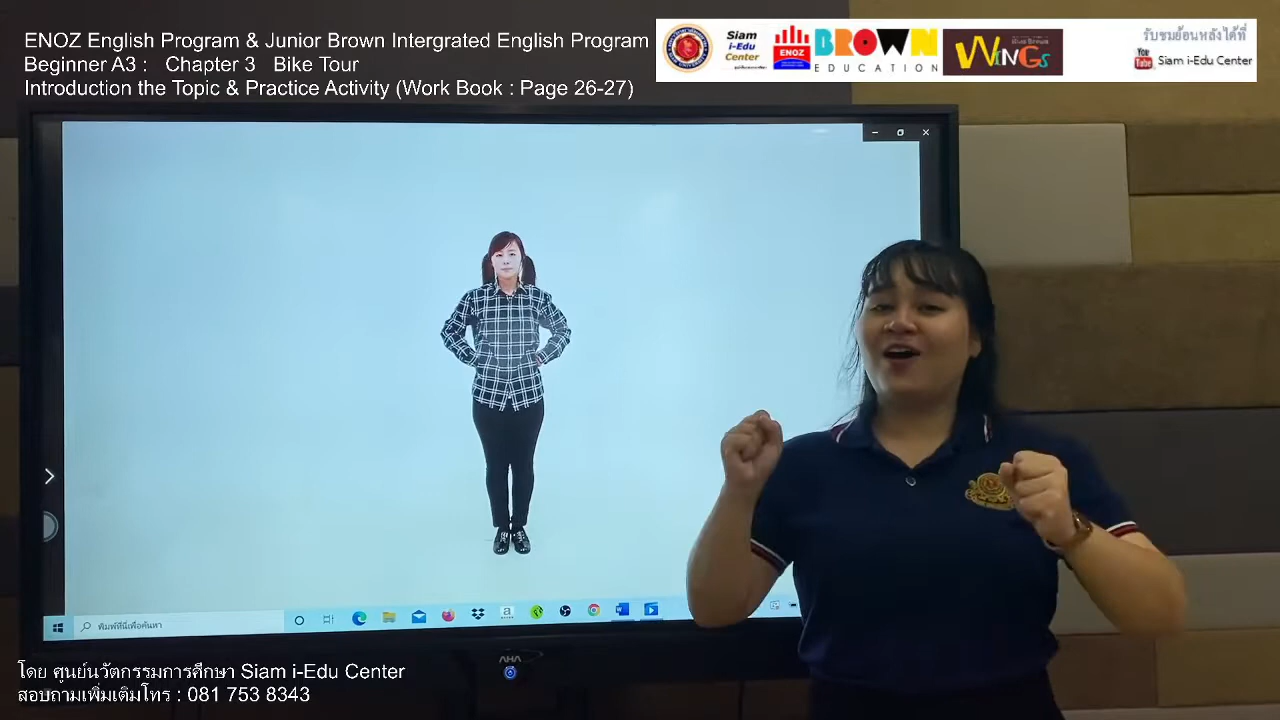 ENOZ English Program & Junior Brown Intergrated English Program
Beginner A3 : Chapter 3 Bike Tour
Introduction the Topic & Practice Activity (Work Book : Page 26-27)
Siam
i-Edu
Center
ENOZ
BROWN
EDUCATION
WiNGs
รับชมย้อนหลังได้ที่
You Tube Siam i-Edu Center
พิมพ์ที่นี่เพื่อค้นหา
AHA
โดย ศูนย์นวัตกรรมการศึกษา Siam i-Edu Center
สอบถามเพิ่มเติมโทร : 081 753 8343